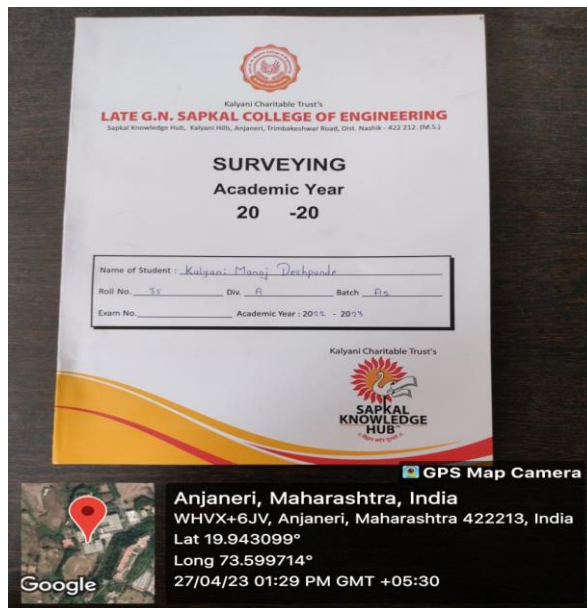 Kalyani Charitable Trust's
LATE G.N. SAPKAL COLLEGE OF ENGINEERING
Sapkal Knowledge Hub, Kalyani Hills, Anjaneri, Trimbakeshwar Road, Dist. Nashik - 422 212. (M.S.)
SURVEYING
Academic Year
20 -20
Name of Student : Kalyani Manoj Deshpande
Roll No. 35 Div. A Batch A2
Exam No. Academic Year : 2022 - 2023
Kalyani Charitable Trust's
SAPKAL
KNOWLEDGE
HUB
GPS Map Camera
Anjaneri, Maharashtra, India
WHVX+6JV, Anjaneri, Maharashtra 422213, India
Lat 19.943099°
Long 73.599714°
27/04/23 01:29 PM GMT +05:30
Google